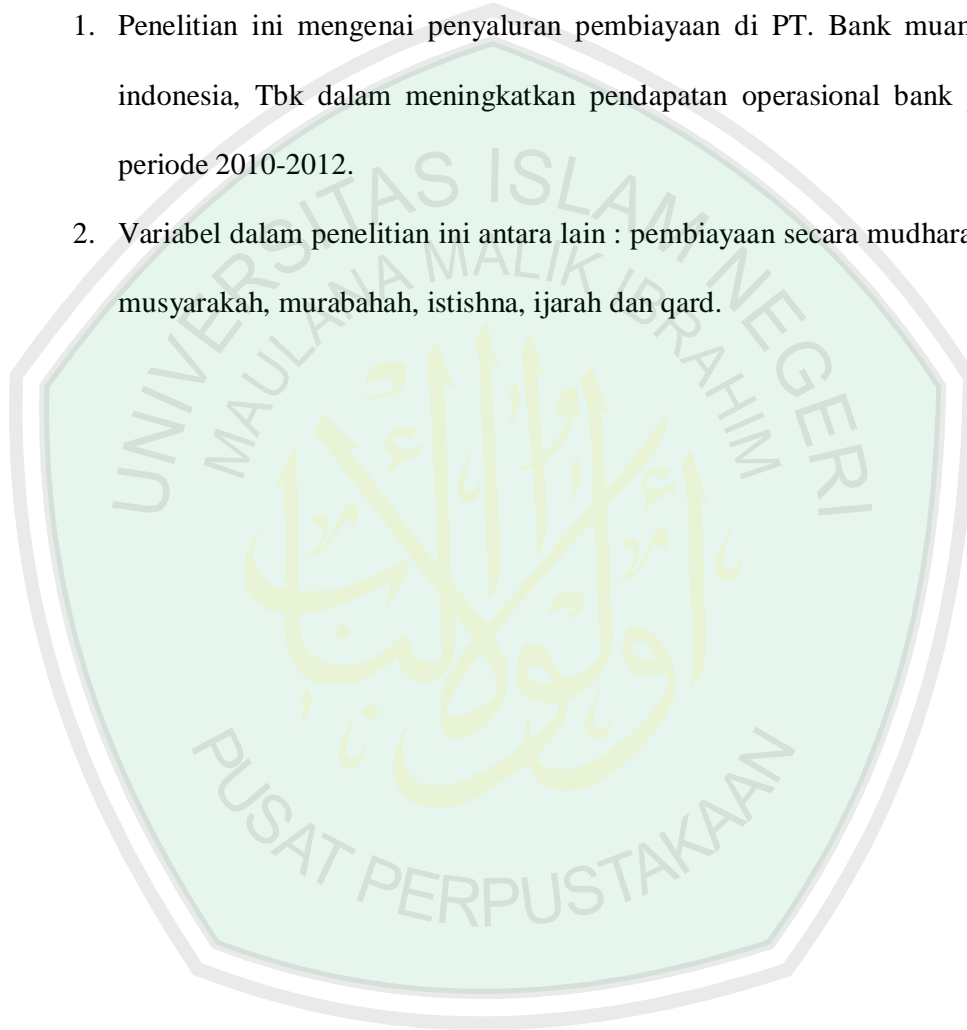 1. Penelitian ini mengenai penyaluran pembiayaan di PT. Bank
indonesia, Tbk dalam meningkatkan pendapatan operasional bank
periode 2010-2012.
2. Variabel dalam penelitian ini antara lain : pembiayaan secara
musyarakah, murabahah, istishna, ijarah dan qard.
UNIVERSITAS ISLAM NEGERI
MAULANA MALIK IBRAHIM
أولو الألباب
PUSAT PERPUSTAKAAN